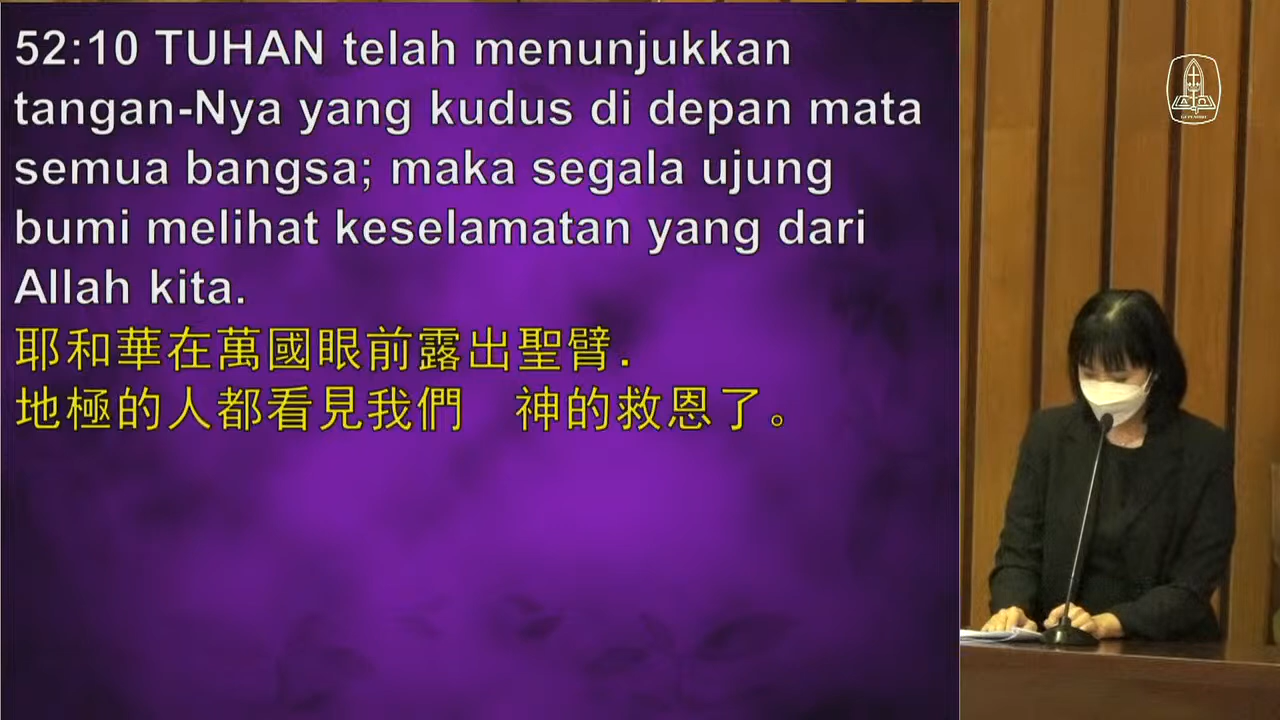 52:10 TUHAN telah menunjukkan
tangan-Nya yang kudus di depan mata
semua bangsa; maka segala ujung
bumi melihat keselamatan yang dari
Allah kita.
耶和華在萬國眼前露出聖臂．
地極的人都看見我們　神的救恩了。